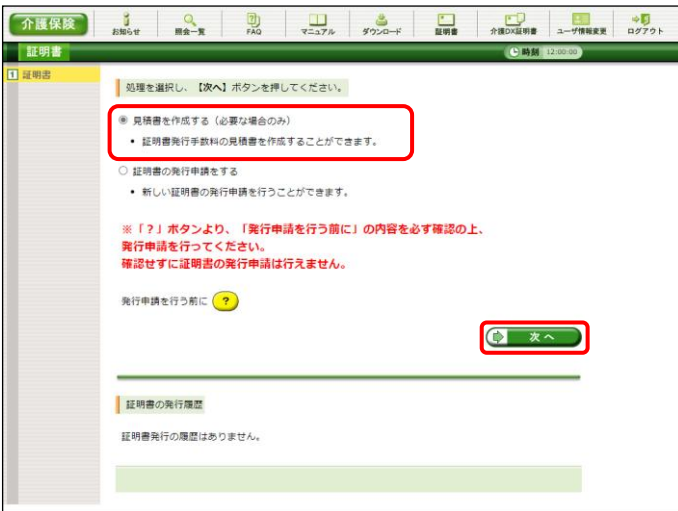 介護保険
お知らせ 照会一覧 FAQ マニュアル ダウンロード 証明書 介護DX証明書 ユーザ情報変更 ログアウト
証明書 時刻 12:00:00
1 証明書
処理を選択し、【次へ】ボタンを押してください。
見積書を作成する（必要な場合のみ）
• 証明書発行手数料の見積書を作成することができます。
証明書の発行申請をする
• 新しい証明書の発行申請を行うことができます。
※「？」ボタンより、「発行申請を行う前に」の内容を必ず確認の上、
発行申請を行ってください。
確認せずに証明書の発行申請は行えません。
発行申請を行う前に ?
次へ
証明書の発行履歴
証明書発行の履歴はありません。